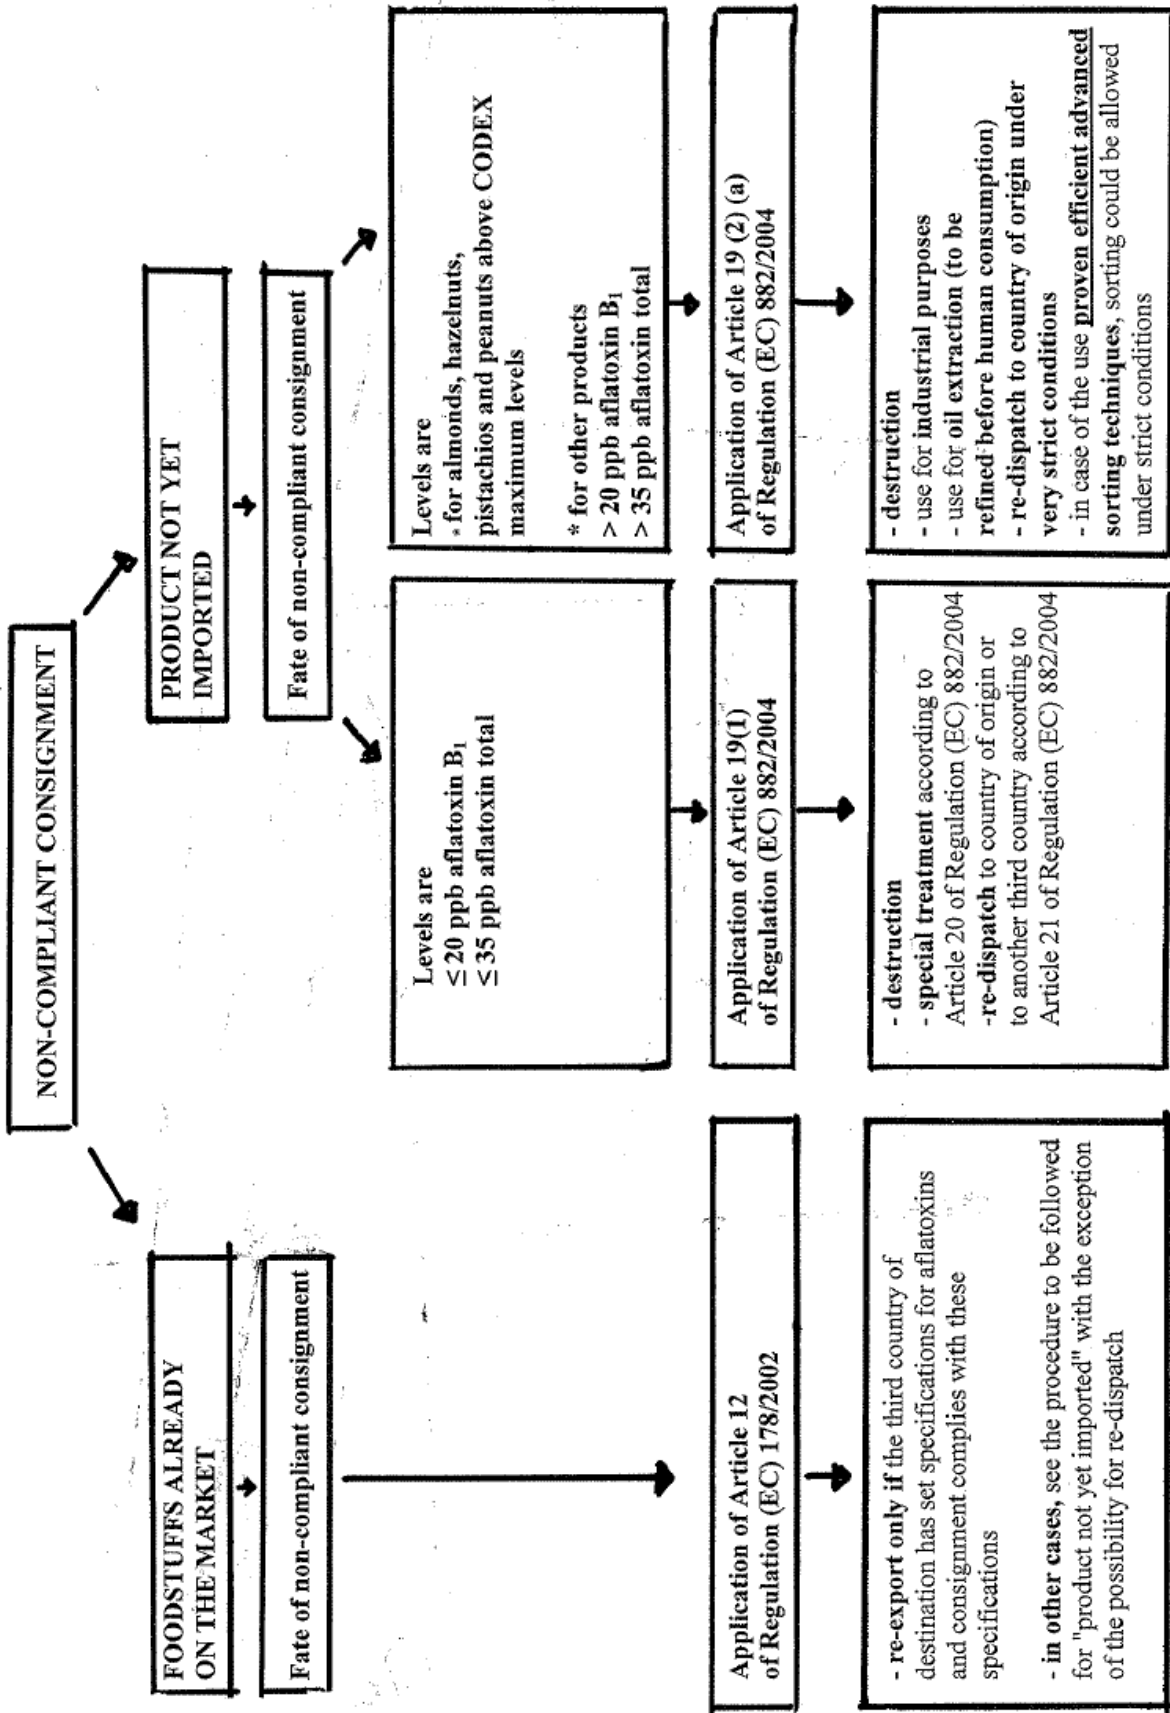 NON-COMPLIANT CONSIGNMENT
FOODSTUFFS ALREADY
ON THE MARKET
Fate of non-compliant consignment
Application of Article 12
of Regulation (EC) 178/2002
- re-export only if the third country of
destination has set specifications for aflatoxins
and consignment complies with these
specifications
- in other cases, see the procedure to be followed
for "product not yet imported" with the exception
of the possibility for re-dispatch
PRODUCT NOT YET
IMPORTED
Fate of non-compliant consignment
Levels are
≤ 20 ppb aflatoxin B₁
≤ 35 ppb aflatoxin total
Application of Article 19(1)
of Regulation (EC) 882/2004
- destruction
- special treatment according to
Article 20 of Regulation (EC) 882/2004
-re-dispatch to country of origin or
to another third country according to
Article 21 of Regulation (EC) 882/2004
Levels are
* for almonds, hazelnuts,
pistachios and peanuts above CODEX
maximum levels
* for other products
> 20 ppb aflatoxin B₁
> 35 ppb aflatoxin total
Application of Article 19 (2) (a)
of Regulation (EC) 882/2004
- destruction
- use for industrial purposes
- use for oil extraction (to be
refined before human consumption)
- re-dispatch to country of origin under
very strict conditions
- in case of the use proven efficient advanced
sorting techniques, sorting could be allowed
under strict conditions